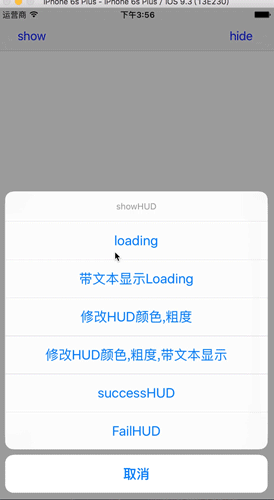 iPhone 6s Plus - iPhone 6s Plus / iOS 9.3 (13E230)
运营商 下午3:56
show hide
showHUD
loading
带文本显示Loading
修改HUD颜色,粗度
修改HUD颜色,粗度,带文本显示
successHUD
FailHUD
取消